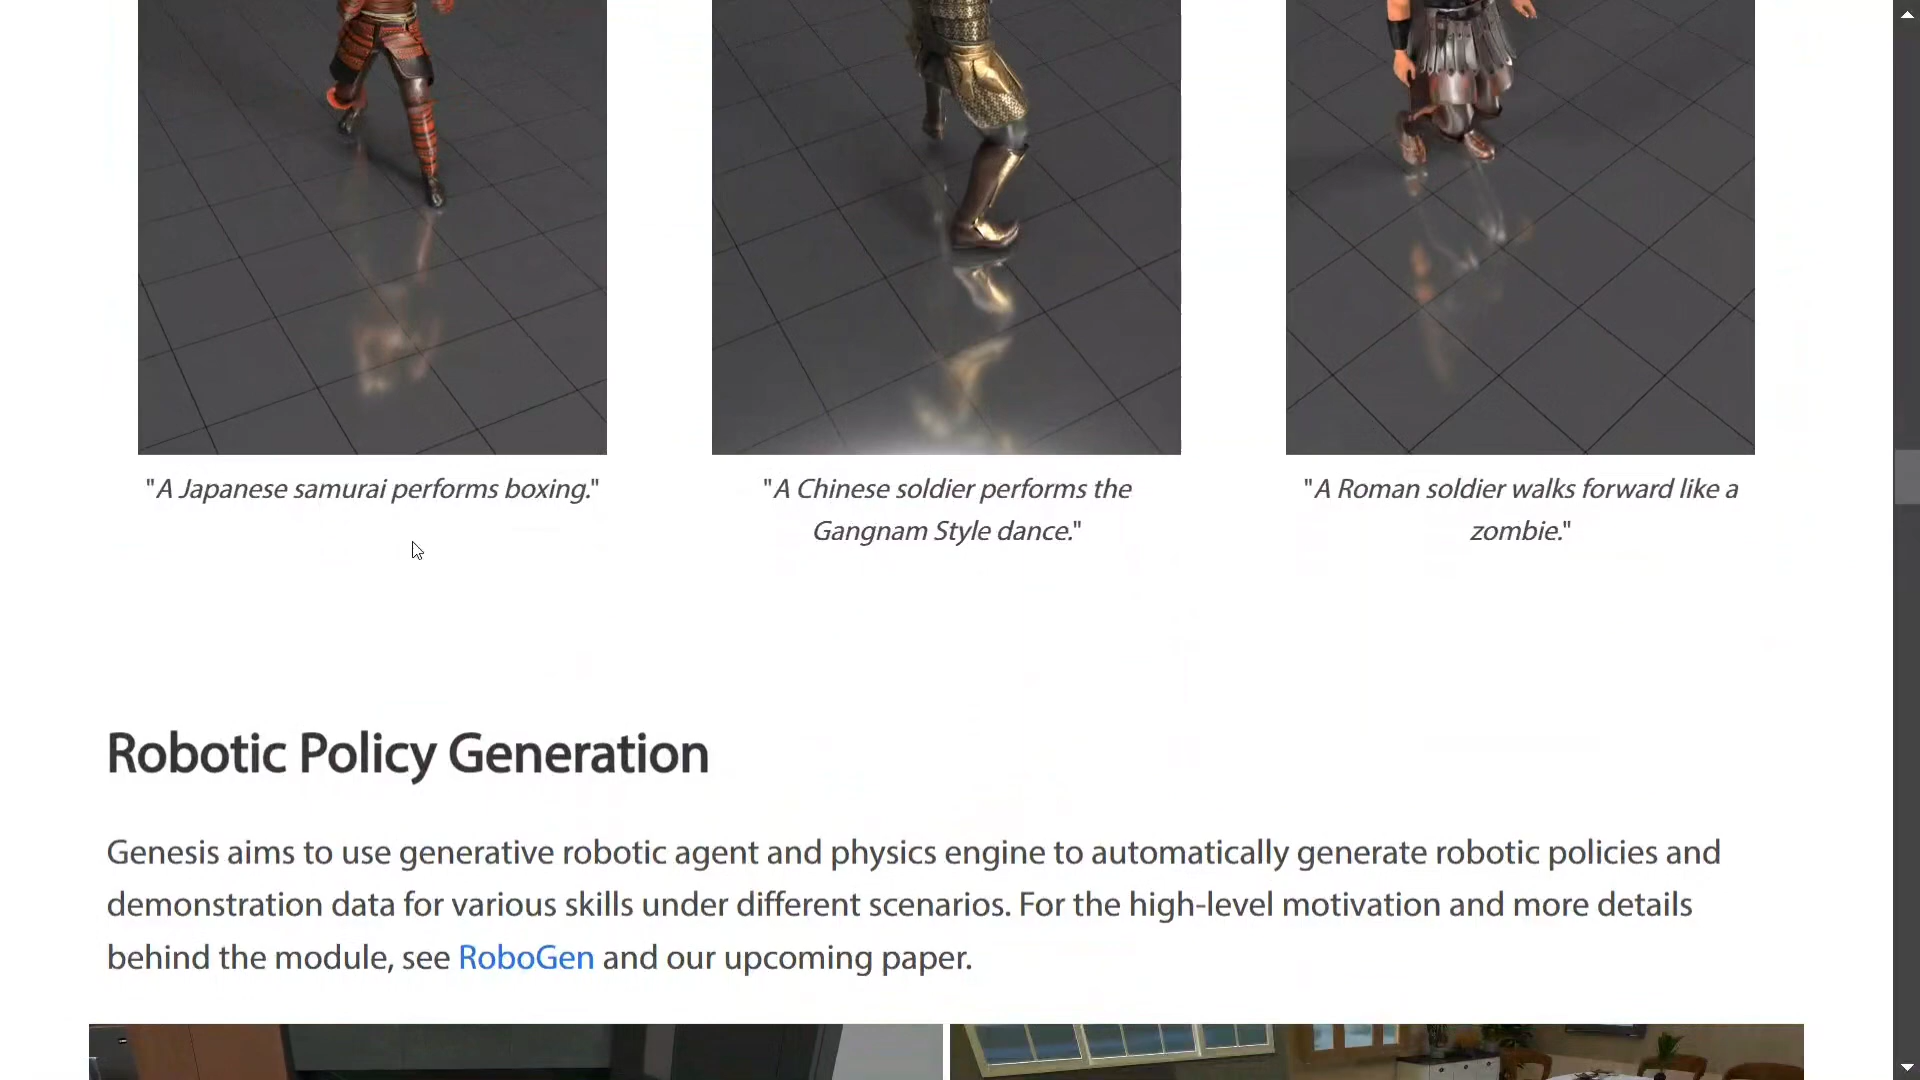 "A Japanese samurai performs boxing."
"A Chinese soldier performs the
Gangnam Style dance."
"A Roman soldier walks forward like a
zombie."
Robotic Policy Generation
Genesis aims to use generative robotic agent and physics engine to automatically generate robotic policies and
demonstration data for various skills under different scenarios. For the high-level motivation and more details
behind the module, see RoboGen and our upcoming paper.